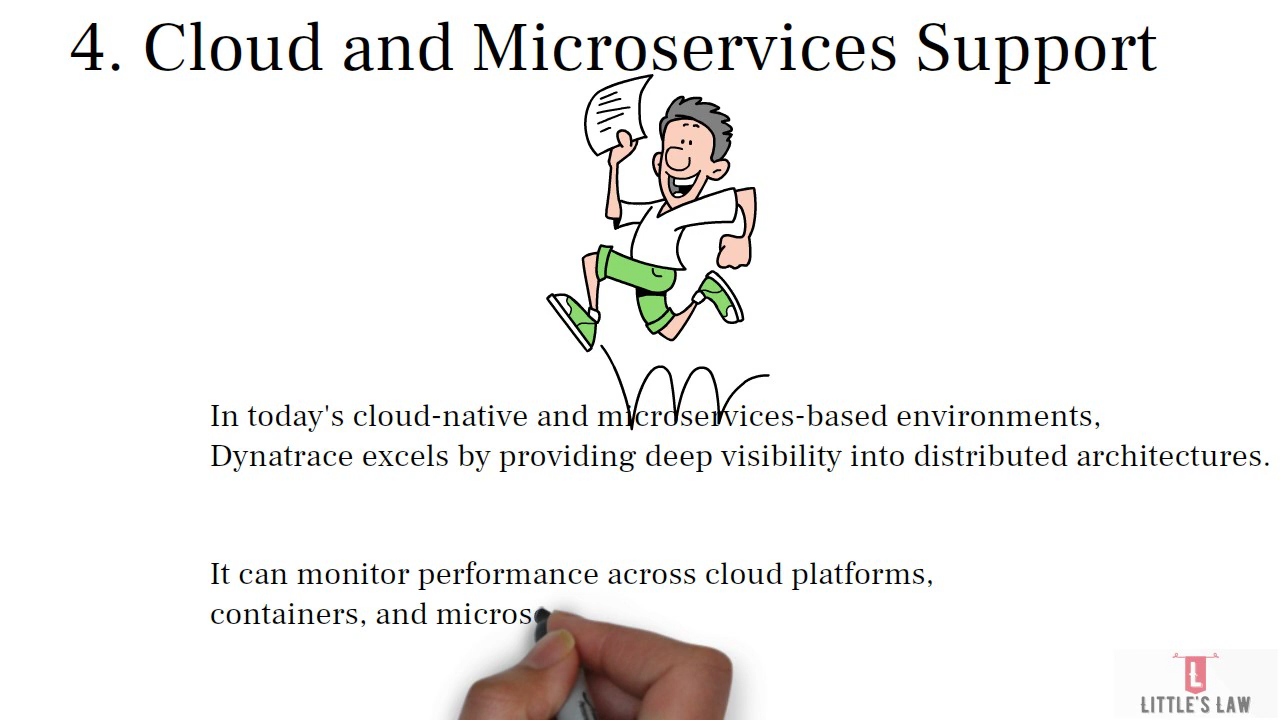 4. Cloud and Microservices Support
In today's cloud-native and microservices-based environments,
Dynatrace excels by providing deep visibility into distributed architectures.
It can monitor performance across cloud platforms,
containers, and micros
L
LITTLE'S LAW